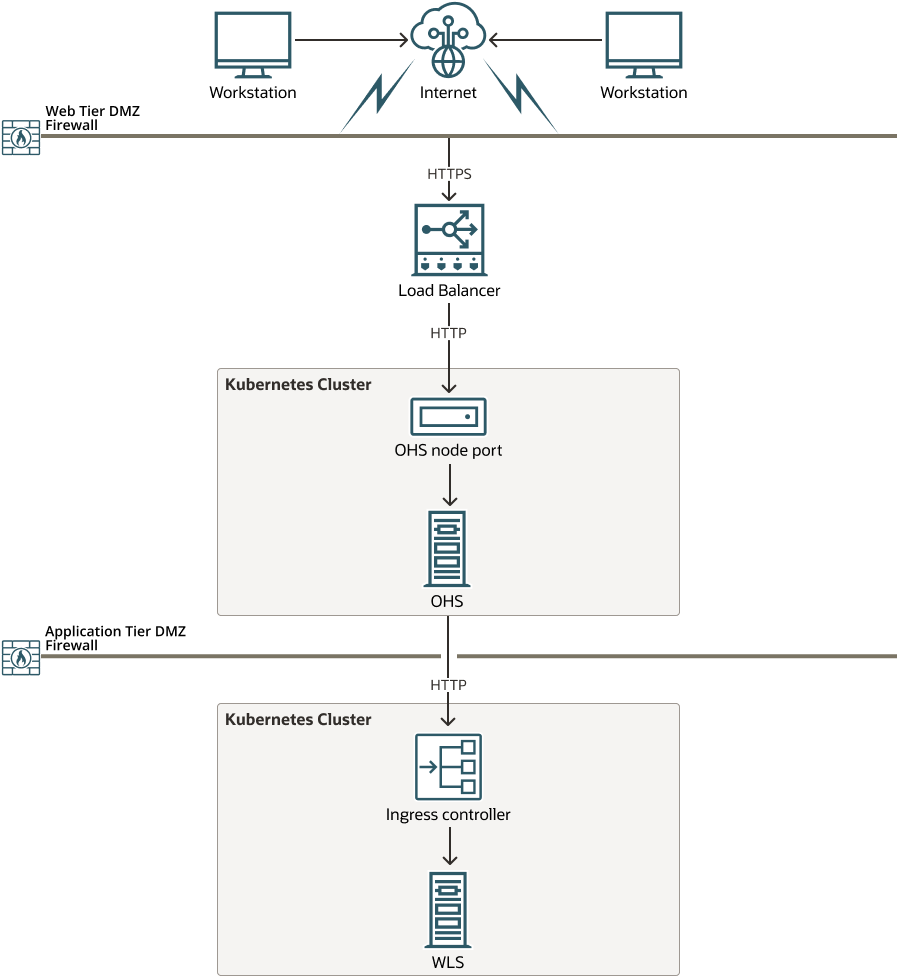 Workstation
Internet
Workstation
Web Tier DMZ
Firewall
HTTPS
Load Balancer
HTTP
Kubernetes Cluster
OHS node port
OHS
Application Tier DMZ
Firewall
HTTP
Kubernetes Cluster
Ingress controller
WLS